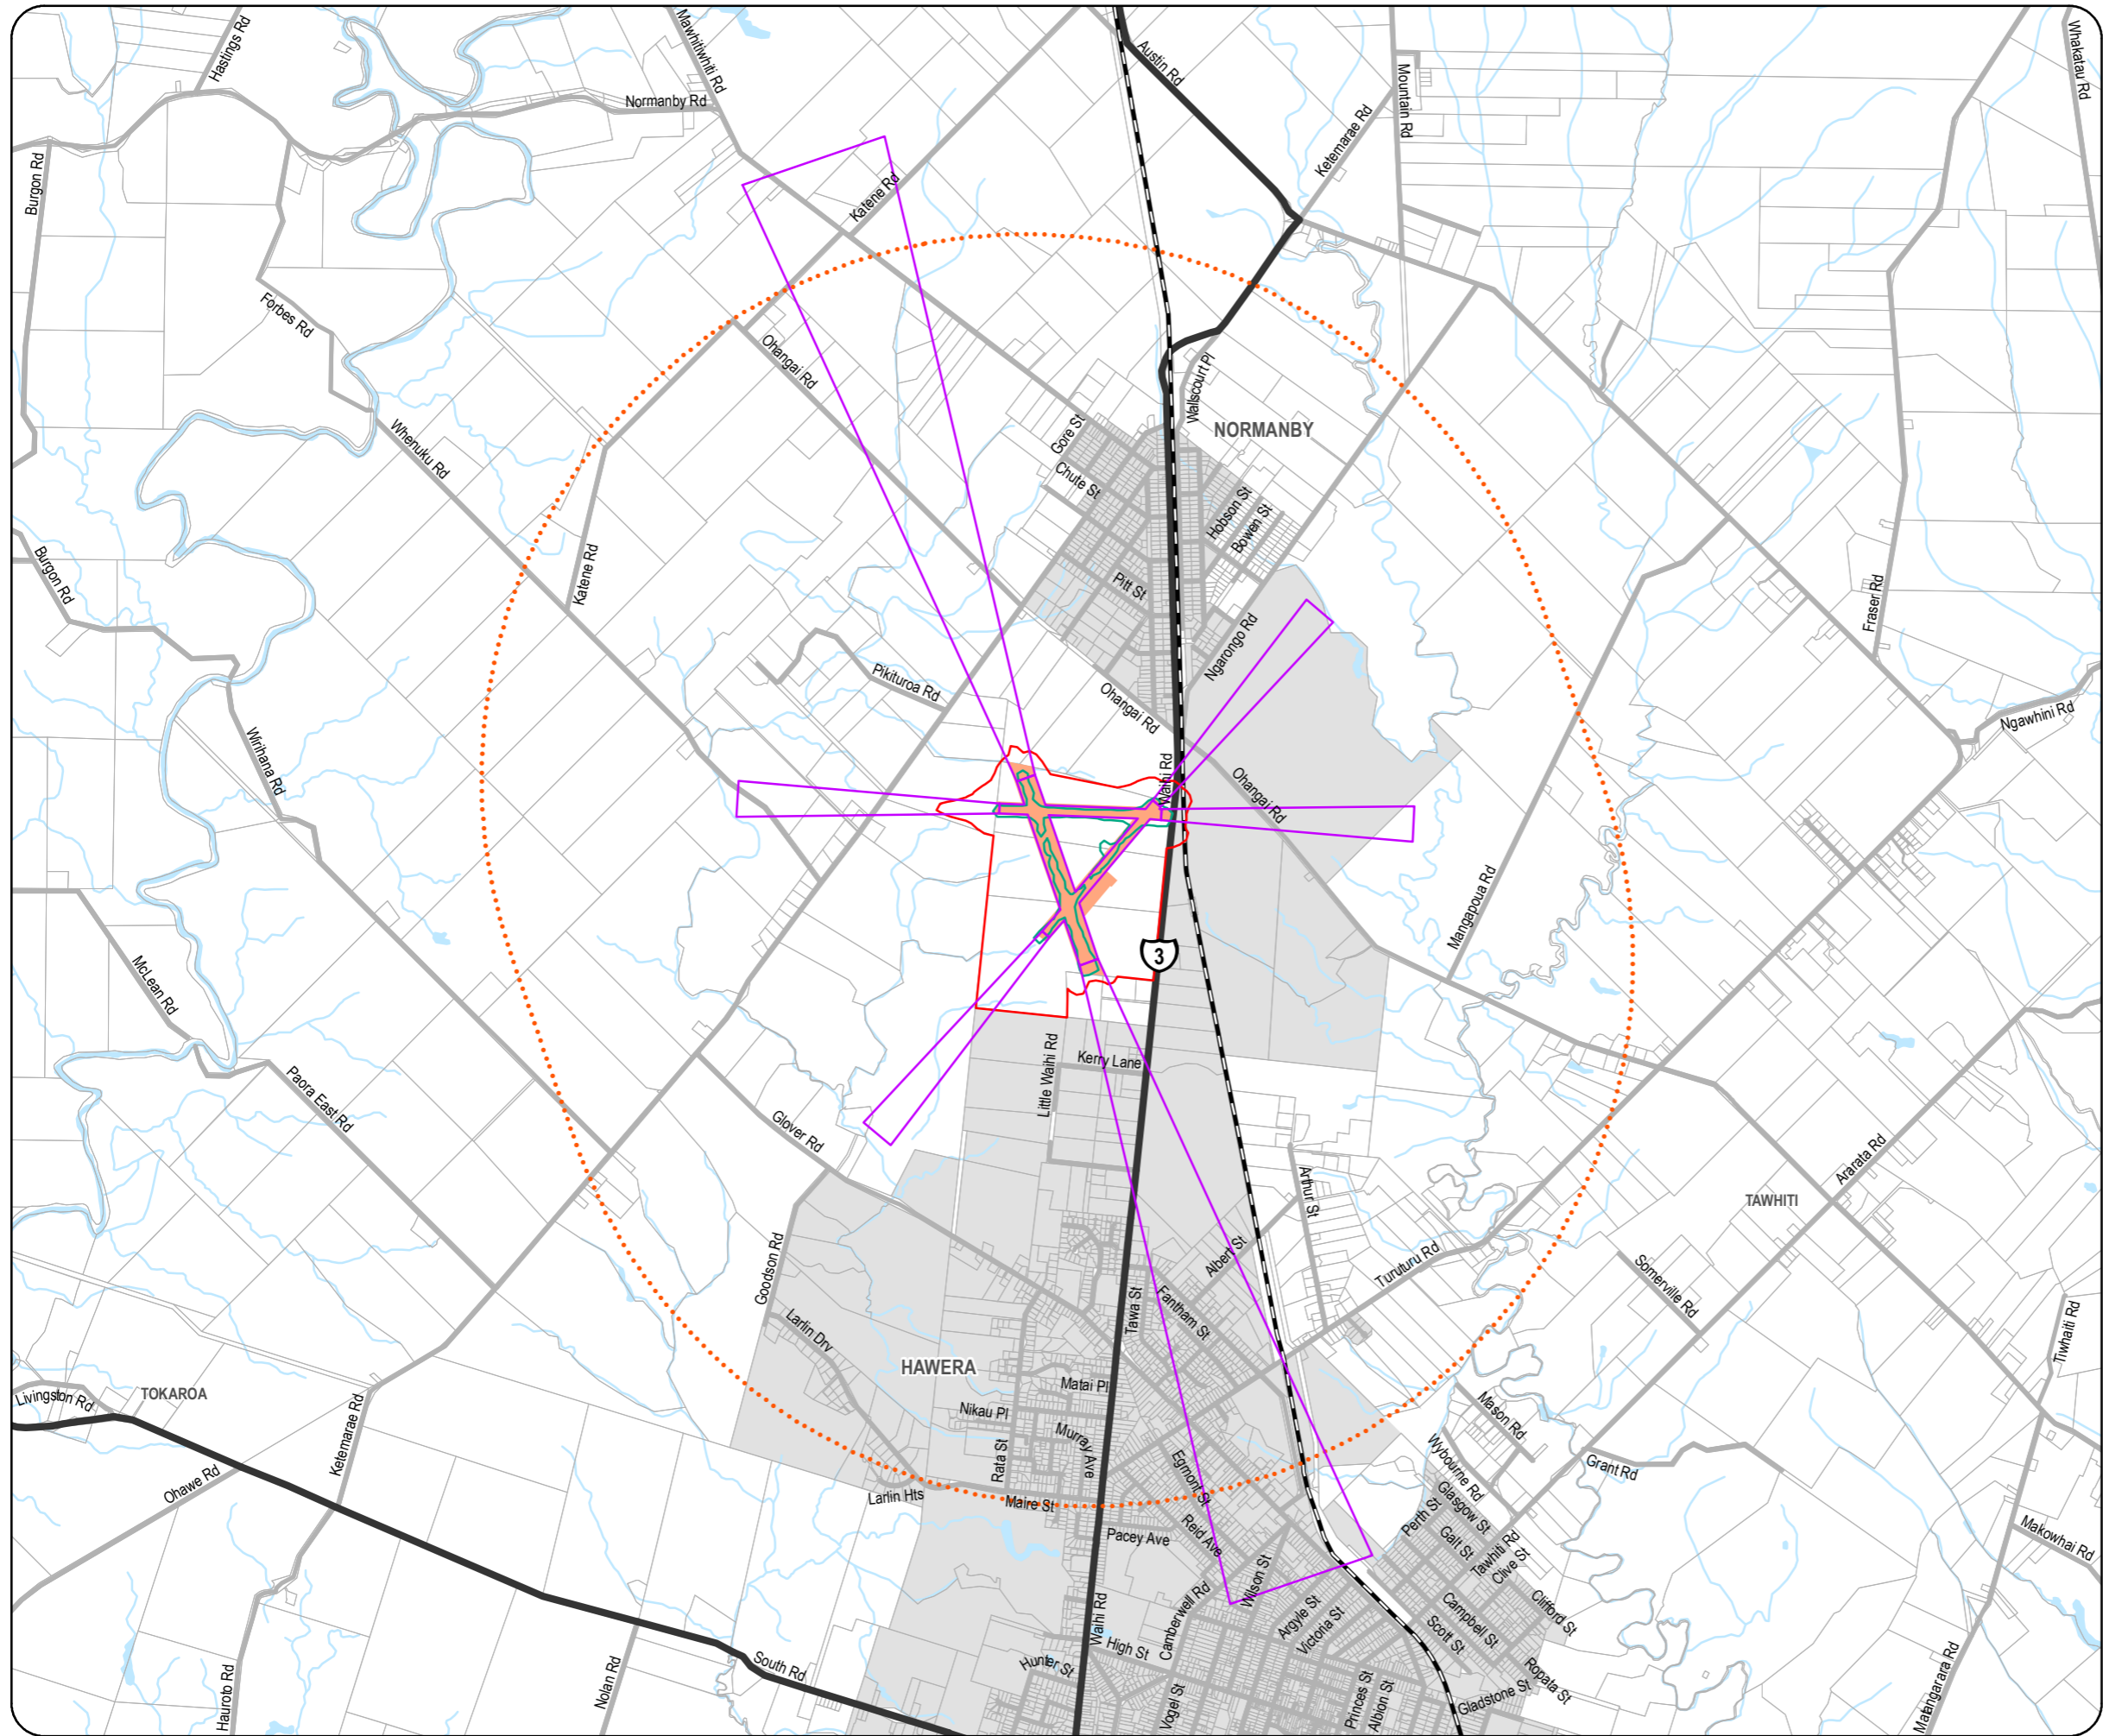 Hastings Rd
Mawhitiwhiti Rd
Normanby Rd
Austin Rd
Mountain Rd
Whakatau Rd
Ketemarae Rd
Burgon Rd
Katene Rd
Forbes Rd
Ohangai Rd
Wallscourt Pl
NORMANBY
Gore St
Chute St
Whenuku Rd
Hobson St
Bowen St
Burgon Rd
Katene Rd
Pitt St
Fraser Rd
Ngarongo Rd
Pikituroa Rd
Ohangai Rd
Ngawhini Rd
Wirihana Rd
Waihi Rd
Ohangai Rd
Mangapoua Rd
3
McLean Rd
Kerry Lane
Little Waihi Rd
Paora East Rd
Glover Rd
Ararata Rd
Arthur St
TAWHITI
Goodson Rd
Albert St
Turuturu Rd
Somerville Rd
Tawa St
Fantham St
Larlin Drv
Tiwhaiti Rd
HAWERA
Matai Pl
Livingston Rd
TOKAROA
Nikau Pl
Murray Ave
Mason Rd
Ketemarae Rd
Rata St
Wybourne Rd
Grant Rd
Ohawe Rd
Larlin Hts
Maire St
Egmont St
Glasgow St
Perth St
Pacey Ave
Reid Ave
Galt St
Tawhiti Rd
Clive St
Makowhai Rd
Wilson St
Camberwell Rd
Argyle St
Victoria St
Campbell St
Clifford St
Scott St
Waihi Rd
High St
Hunter St
South Rd
Nolan Rd
Hauroto Rd
Vogel St
Princes St
Albion St
Gladstone St
Ropata St
Matangarara Rd